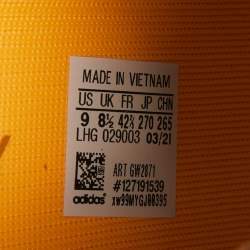 MADE IN VIETNAM
US UK FR JP CHN
9 8½ 42⅔ 270 265
LHG 029003 03/21
ART GW2871
#127191539
adidas® xw99MYGJ00395